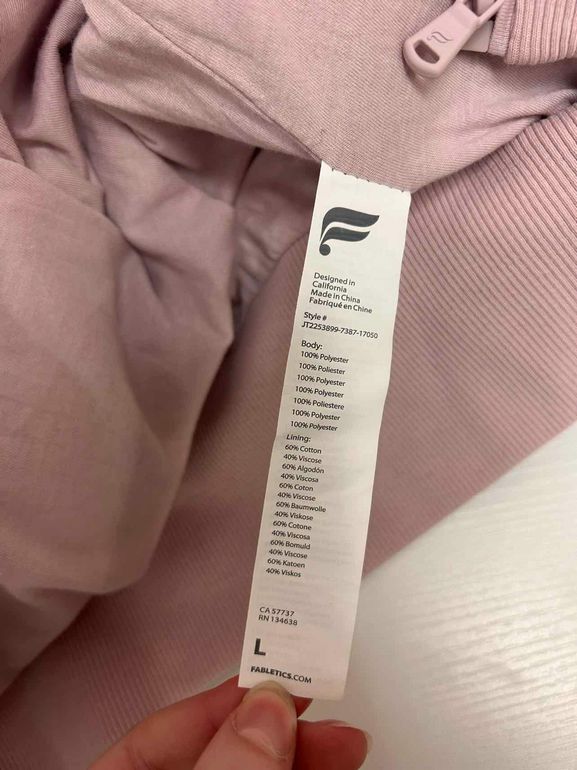 Designed in
California
Made in China
Fabriqué en Chine
Style #
JT2253899-7387-17050
Body:
100% Polyester
100% Poliester
100% Polyester
100% Polyester
100% Poliestere
100% Polyester
100% Polyester
Lining:
60% Cotton
40% Viscose
60% Algodón
40% Viscosa
60% Coton
40% Viscose
60% Baumwolle
40% Viskose
60% Cotone
40% Viscosa
60% Bomuld
40% Viscose
60% Katoen
40% Viskos
CA 57737
RN 134638
L
FABLETICS.COM